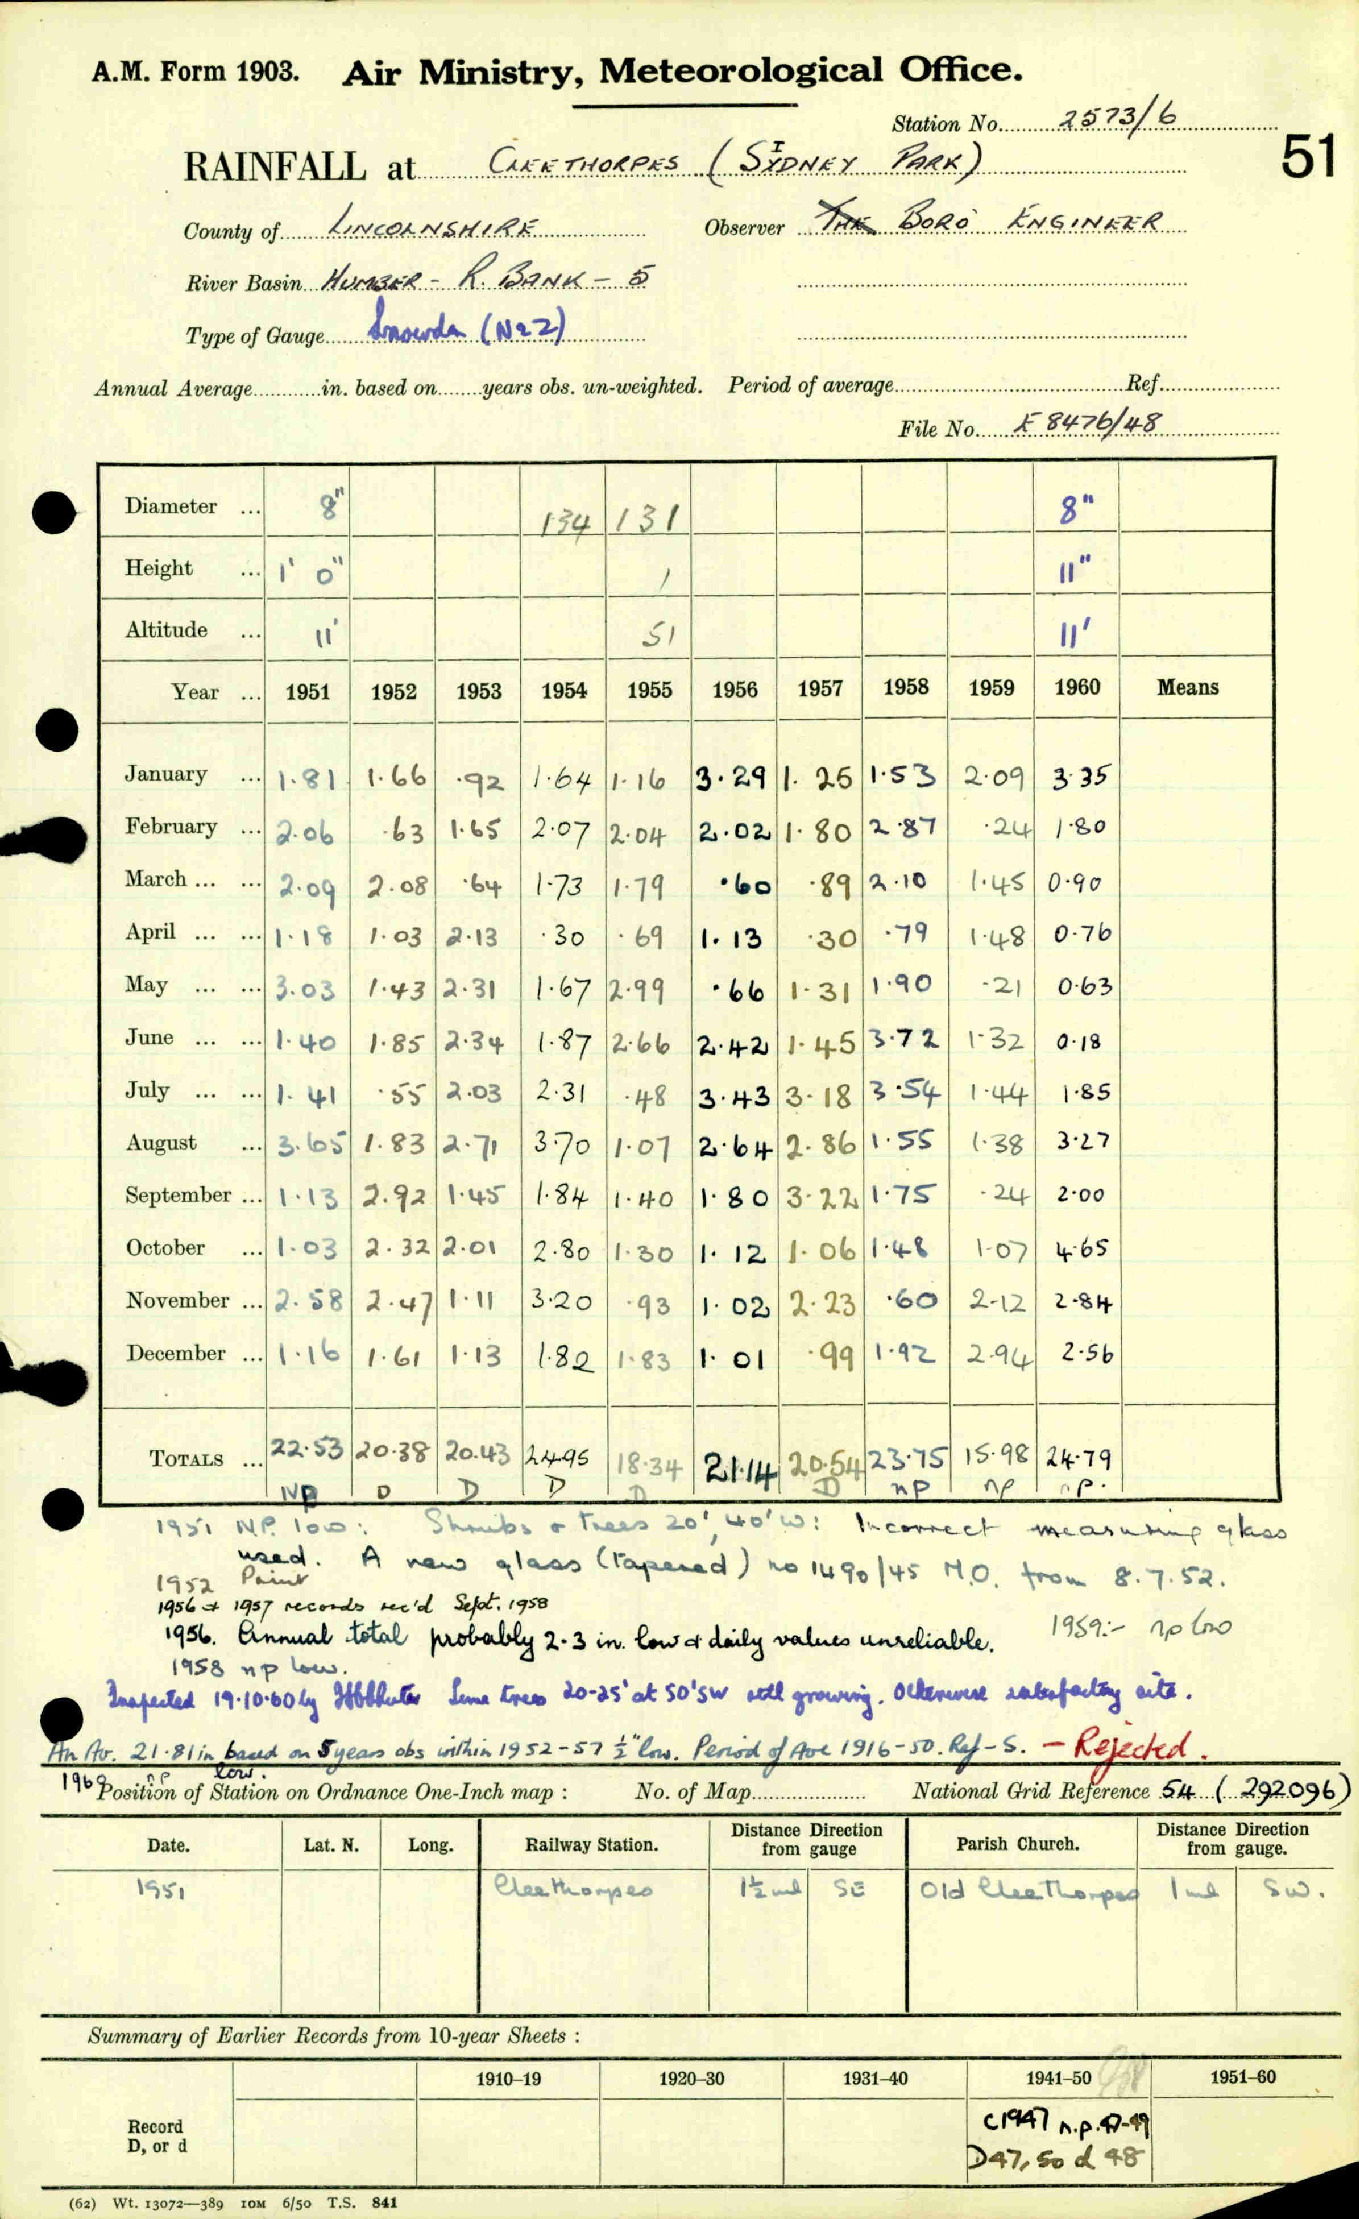 A.M. Form 1903. Air Ministry, Meteorological Office.
Station No. 2573/6
51
RAINFALL at CLEETHORPES (SIDNEY PARK)
County of LINCOLNSHIRE Observer THE BORO' ENGINEER
River Basin HUMBER - R. BANK - 5
Type of Gauge Snowdon (No 2)
Annual Average in. based on years obs. un-weighted. Period of average Ref.
File No. E 8476/48
Diameter ... 8" 134 131 8"
Height ... 1' 0" 1 11"
Altitude ... 11' 51 11'
Year ... 1951 1952 1953 1954 1955 1956 1957 1958 1959 1960 Means
January ... 1.81 1.66 .92 1.64 1.16 3.29 1.25 1.53 2.09 3.35
February ... 2.06 .63 1.65 2.07 2.04 2.02 1.80 2.87 .24 1.80
March ... ... 2.09 2.08 .64 1.73 1.79 .60 .89 2.10 1.45 0.90
April ... ... 1.18 1.03 2.13 .30 .69 1.13 .30 .79 1.48 0.76
May ... ... 3.03 1.43 2.31 1.67 2.99 .66 1.31 1.90 .21 0.63
June ... ... 1.40 1.85 2.34 1.87 2.66 2.42 1.45 3.72 1.32 0.18
July ... ... 1.41 .55 2.03 2.31 .48 3.43 3.18 3.54 1.44 1.85
August ... 3.65 1.83 2.71 3.70 1.07 2.64 2.86 1.55 1.38 3.27
September ... 1.13 2.92 1.45 1.84 1.40 1.80 3.22 1.75 .24 2.00
October ... 1.03 2.32 2.01 2.80 1.30 1.12 1.06 1.48 1.07 4.65
November ... 2.58 2.47 1.11 3.20 .93 1.02 2.23 .60 2.12 2.84
December ... 1.16 1.61 1.13 1.82 1.83 1.01 .99 1.92 2.94 2.56
TOTALS ... 22.53 20.38 20.43 24.95 18.34 21.14 20.54 23.75 15.98 24.79
NP D D D D D np np np.
1951 N.P. low: Shrubs & trees 20', 40' W: Incorrect measuring glass
used. A new glass (tapered) no 1490/45 M.O. from 8.7.52.
1952 Paint
1956 & 1957 records rec'd Sept. 1958
1956. Annual total probably 2-3 in. low & daily values unreliable. 1959:- np low
1958 np low.
Inspected 19.10.60 by Lime trees 20-25' at 50' SW still growing. Otherwise satisfactory site.
An Av. 21.81 in based on 5 years obs within 1952-57 ½" low. Period of Ave 1916-50. Ref-S. - Rejected.
1960 np low.
Position of Station on Ordnance One-Inch map : No. of Map National Grid Reference 54 (292096)
Date. Lat. N. Long. Railway Station. Distance from gauge Direction Parish Church. Distance from gauge. Direction
1951 Cleethorpes 1½ ml SE Old Cleethorpes 1 ml SW.
Summary of Earlier Records from 10-year Sheets :
1910–19 1920–30 1931–40 1941–50 1951–60
Record D, or d
c1947 n.p. 47-49
D47, 50 d 48
(62) Wt. 13072—389 10M 6/50 T.S. 841